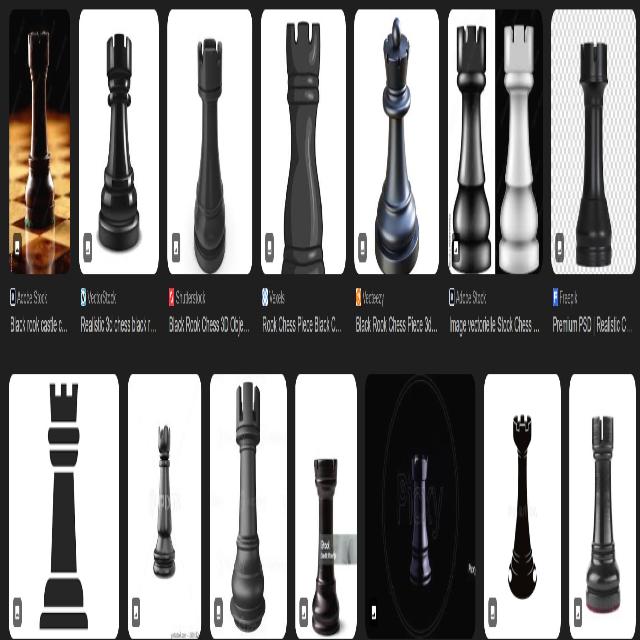 Adobe Stock
VectorStock
Shutterstock
Vexels
Vecteezy
Adobe Stock
Freepik
Black rook castle c...
Realistic 3d chess black r...
Black Rook Chess 3D Obje...
Rook Chess Piece Black C...
Black Rook Chess Piece 3d...
Image vectorielle Stock Chess ...
Premium PSD | Realistic C...